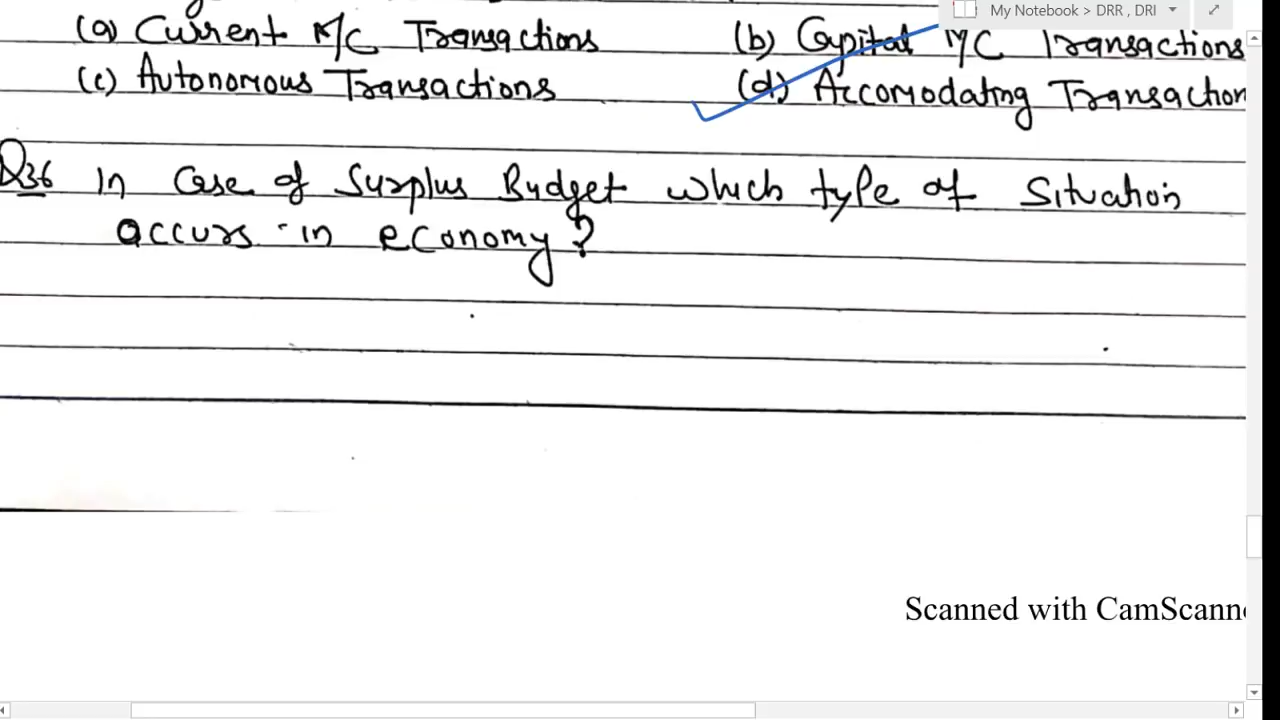 My Notebook > DRR , DRI
(a) Current A/C Transactions (b) Capital A/C Transactions
(c) Autonomous Transactions (d) Accomodating Transaction
Q36 In Case of Surplus Budget which type of Situation
occurs in economy?
Scanned with CamScanne